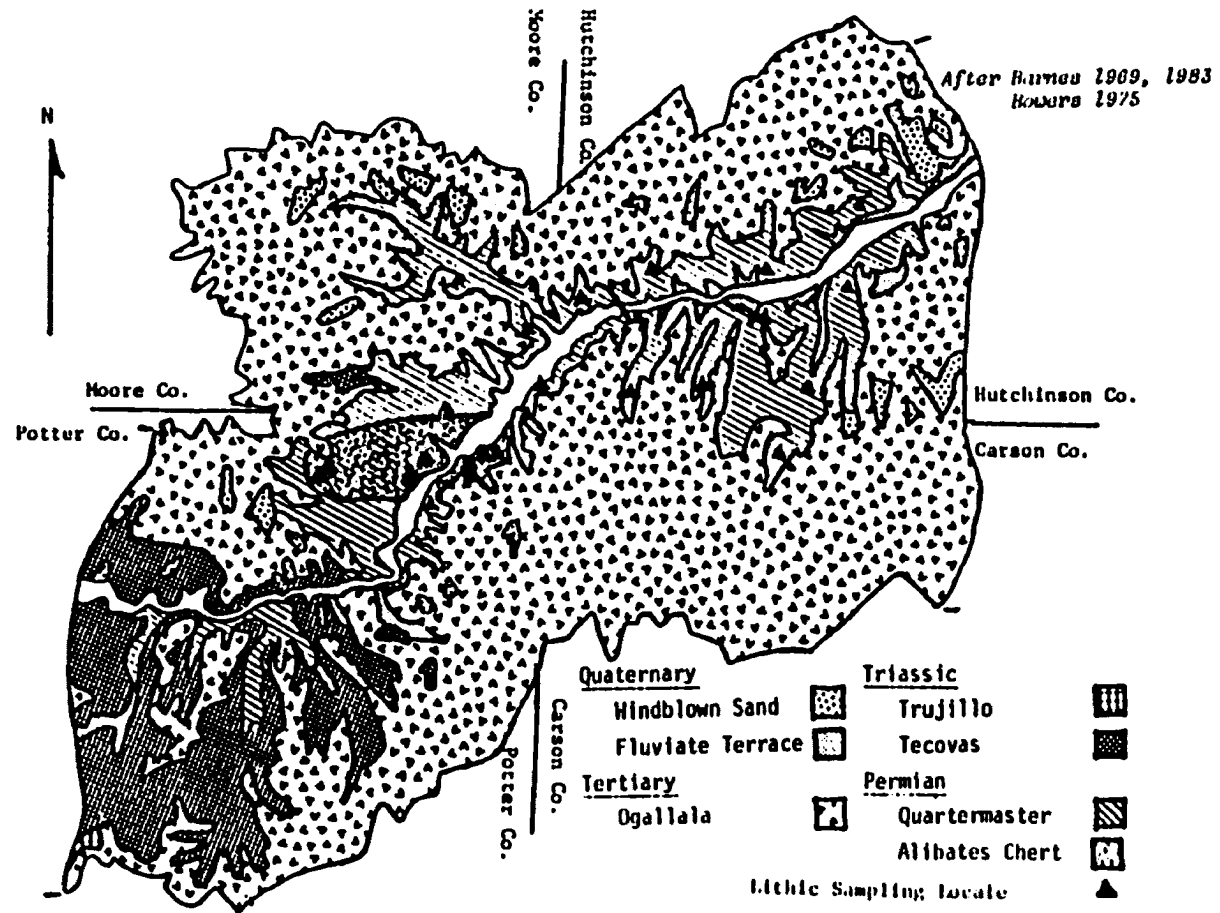 Moore Co.
Hutchinson Co.
After Barnes 1969, 1983
Bowers 1975
N
Moore Co.
Potter Co.
Hutchinson Co.
Carson Co.
Carson Co.
Potter Co.
Quaternary
Windblown Sand
Fluviate Terrace
Tertiary
Ogallala
Triassic
Trujillo
Tecovas
Permian
Quartermaster
Alibates Chert
Lithic Sampling Locale